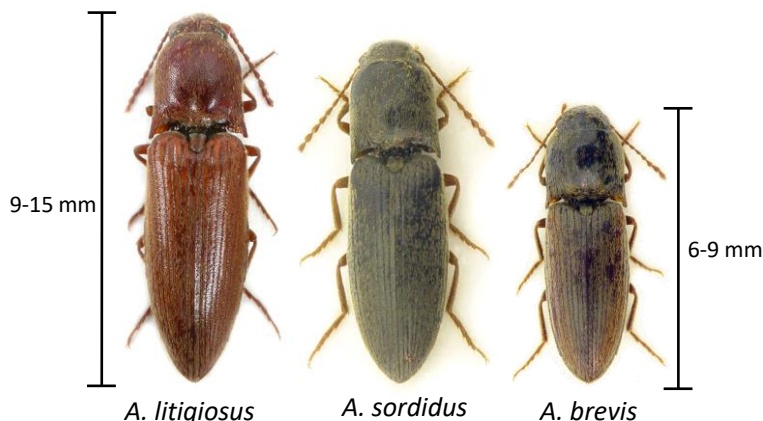 9-15 mm
6-9 mm
A. litigiosus
A. sordidus
A. brevis